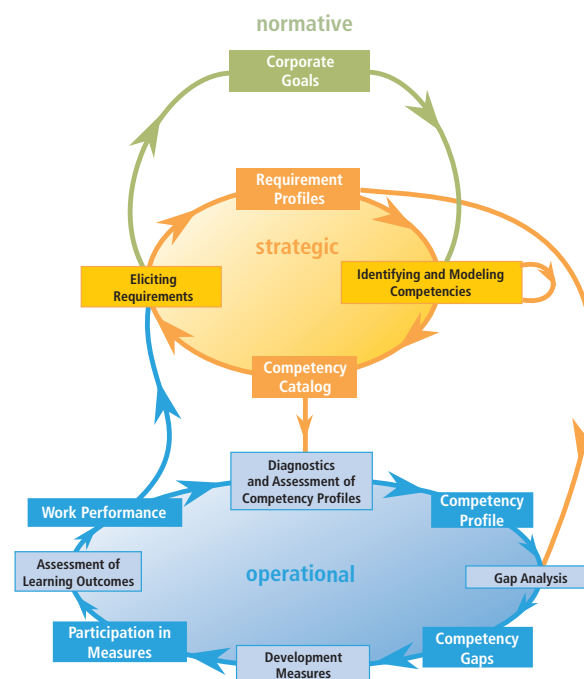 normative
Corporate
Goals
Requirement
Profiles
strategic
Eliciting
Requirements
Identifying and Modeling
Competencies
Competency
Catalog
Diagnostics
and Assessment of
Competency Profiles
Work Performance
Competency
Profile
Assessment of
Learning Outcomes
operational
Gap Analysis
Participation in
Measures
Development
Measures
Competency
Gaps